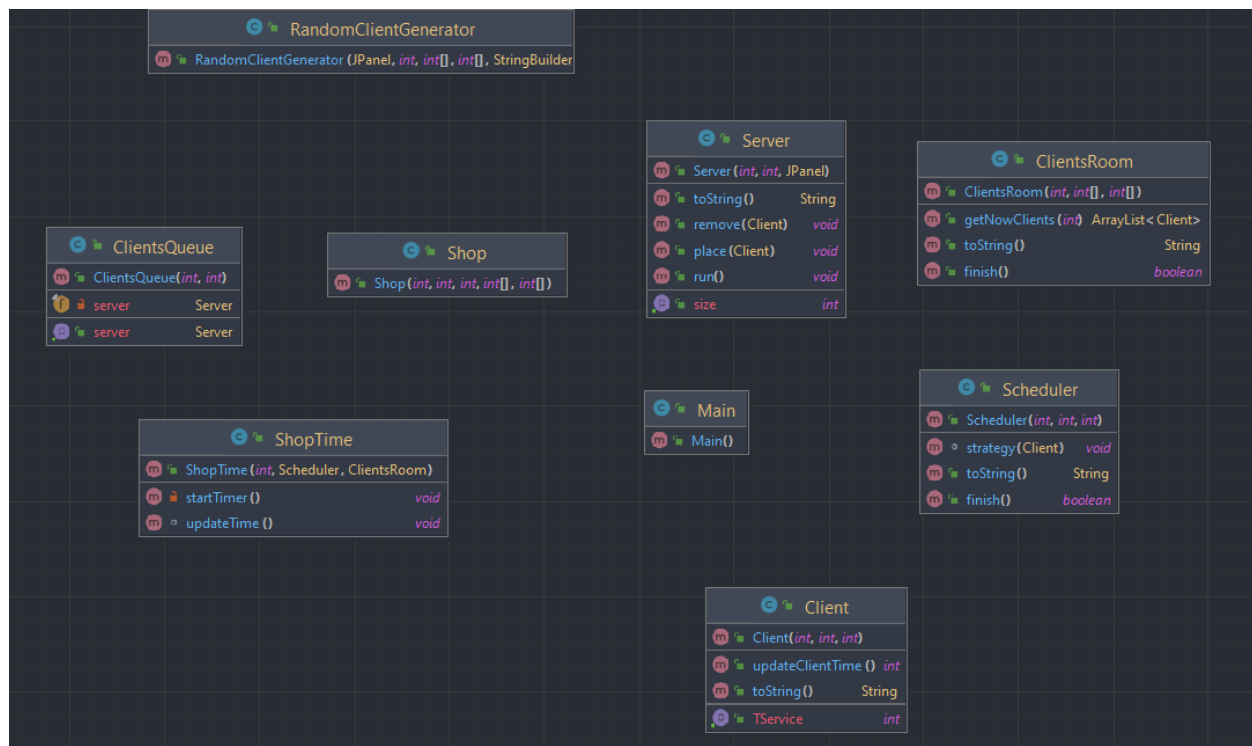 RandomClientGenerator
RandomClientGenerator(JPanel, int, int[], int[], StringBuilder
Server
Server(int, int, JPanel)
toString() String
remove(Client) void
place(Client) void
run() void
size int
ClientsRoom
ClientsRoom(int, int[], int[])
getNowClients(int) ArrayList<Client>
toString() String
finish() boolean
ClientsQueue
ClientsQueue(int, int)
server Server
server Server
Shop
Shop(int, int, int, int[], int[])
Scheduler
Scheduler(int, int, int)
strategy(Client) void
toString() String
finish() boolean
Main
Main()
ShopTime
ShopTime(int, Scheduler, ClientsRoom)
startTimer() void
updateTime() void
Client
Client(int, int, int)
updateClientTime() int
toString() String
TService int